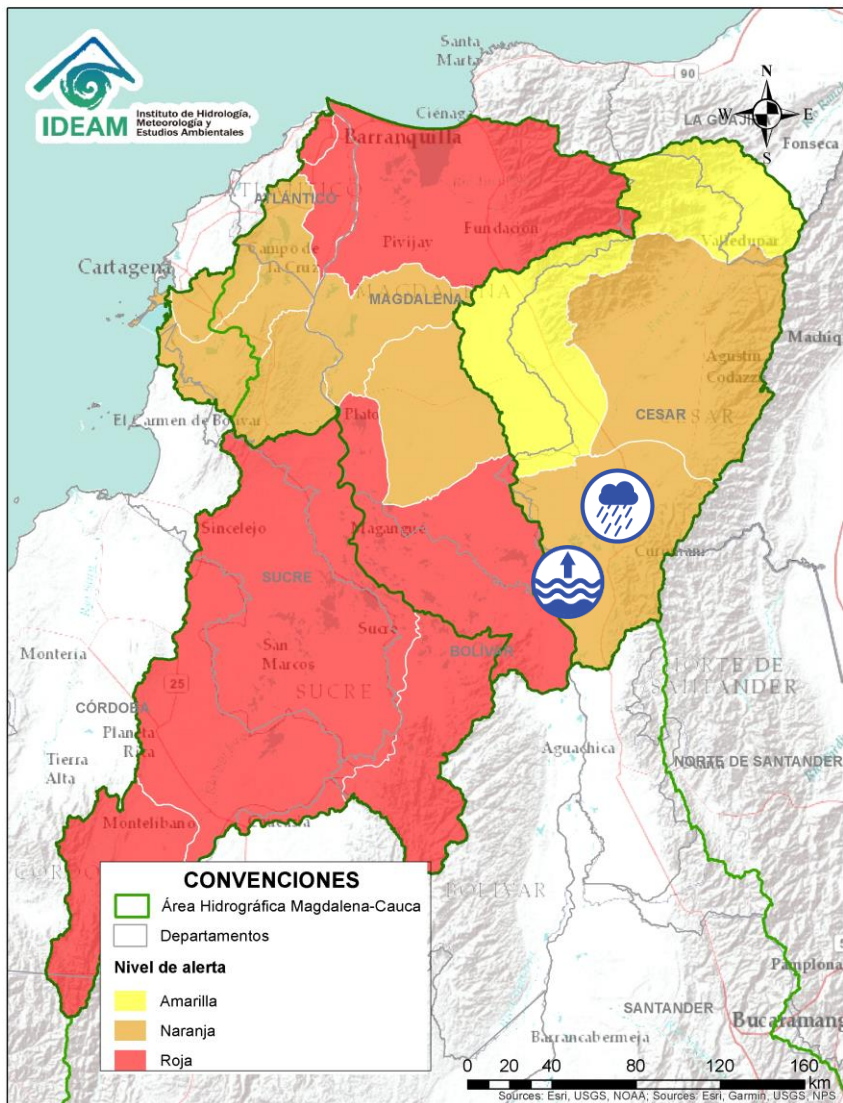 Santa
Marta
90
N
W E
S
LA GUAJIRA
Fonseca
IDEAM
Instituto de Hidrología,
Meteorología y
Estudios Ambientales
Ciénaga
Barranquilla
ATLÁNTICO
Cartagena
Campo de
la Cruz
Pivijay
Fundación
Valledupar
MAGDALENA
Machiq
Agustín
Codazzi
CESAR
El Carmen de Bolívar
Plato
Sincelejo
Magangué
Curumaní
SUCRE
Sucre
San
Marcos
SUCRE
BOLÍVAR
Montería
25
CÓRDOBA
Planeta
Rica
Tierra
Alta
NORTE DE
SANTANDER
Aguachica
NORTE DE SANTANDER
Montelíbano
BOLÍVAR
CONVENCIONES
Área Hidrográfica Magdalena-Cauca
Departamentos
Nivel de alerta
Amarilla
Naranja
Roja
Pamplona
SANTANDER
Bucaramang
Barrancabermeja
0 20 40 80 120 160
km
Sources: Esri, USGS, NOAA; Sources: Esri, Garmin, USGS, NPS